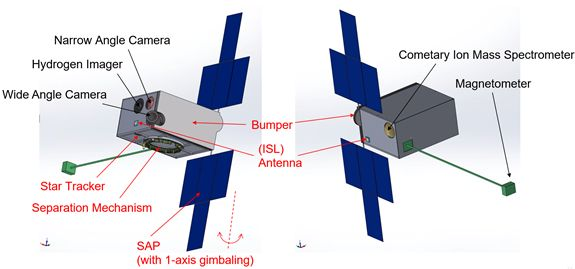 Narrow Angle Camera
Hydrogen Imager
Wide Angle Camera
Star Tracker
Separation Mechanism
SAP
(with 1-axis gimbaling)
Bumper
(ISL)
Antenna
Cometary Ion Mass Spectrometer
Magnetometer